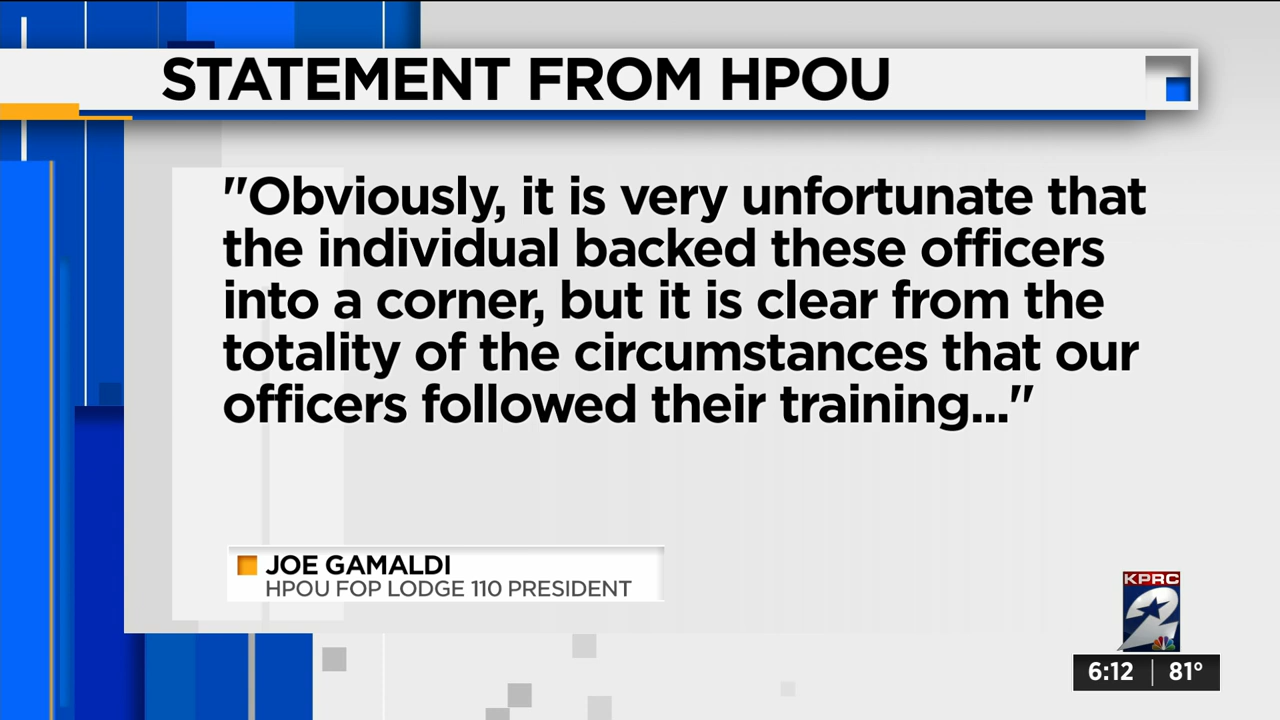 STATEMENT FROM HPOU
"Obviously, it is very unfortunate that
the individual backed these officers
into a corner, but it is clear from the
totality of the circumstances that our
officers followed their training..."
JOE GAMALDI
HPOU FOP LODGE 110 PRESIDENT
KPRC
2
6:12 | 81°